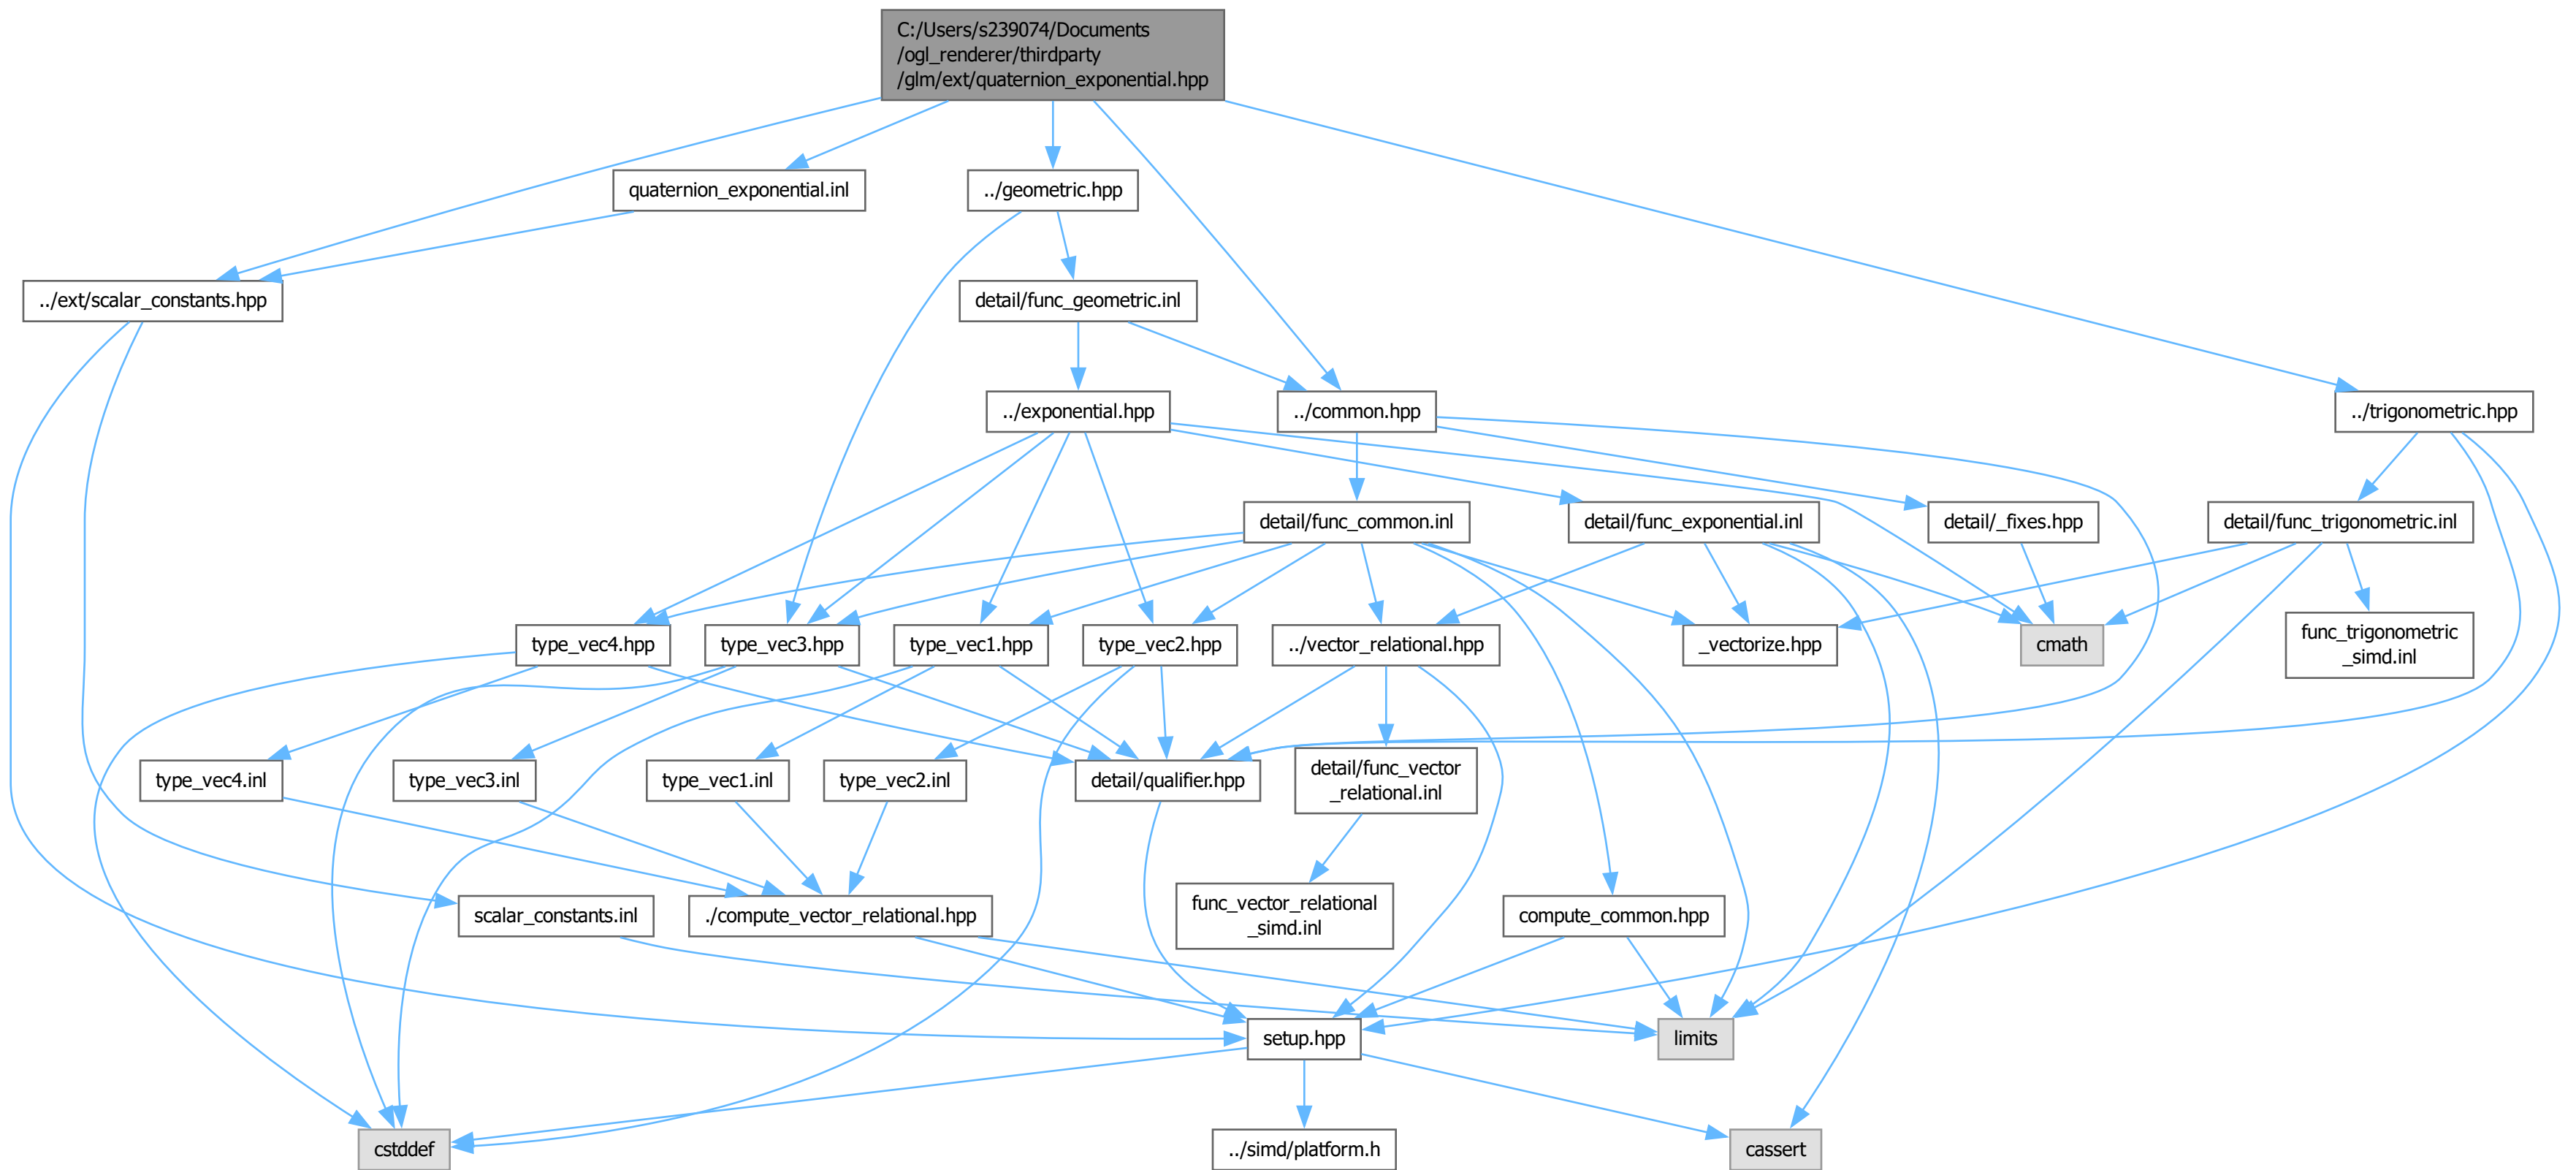 C:/Users/s239074/Documents
/ogl_renderer/thirdparty
/glm/ext/quaternion_exponential.hpp
quaternion_exponential.inl
../geometric.hpp
../ext/scalar_constants.hpp
detail/func_geometric.inl
../exponential.hpp
../common.hpp
../trigonometric.hpp
detail/func_common.inl
detail/func_exponential.inl
detail/_fixes.hpp
detail/func_trigonometric.inl
type_vec4.hpp
type_vec3.hpp
type_vec1.hpp
type_vec2.hpp
../vector_relational.hpp
_vectorize.hpp
cmath
func_trigonometric
_simd.inl
type_vec4.inl
type_vec3.inl
type_vec1.inl
type_vec2.inl
detail/qualifier.hpp
detail/func_vector
_relational.inl
scalar_constants.inl
./compute_vector_relational.hpp
func_vector_relational
_simd.inl
compute_common.hpp
setup.hpp
limits
cstddef
../simd/platform.h
cassert